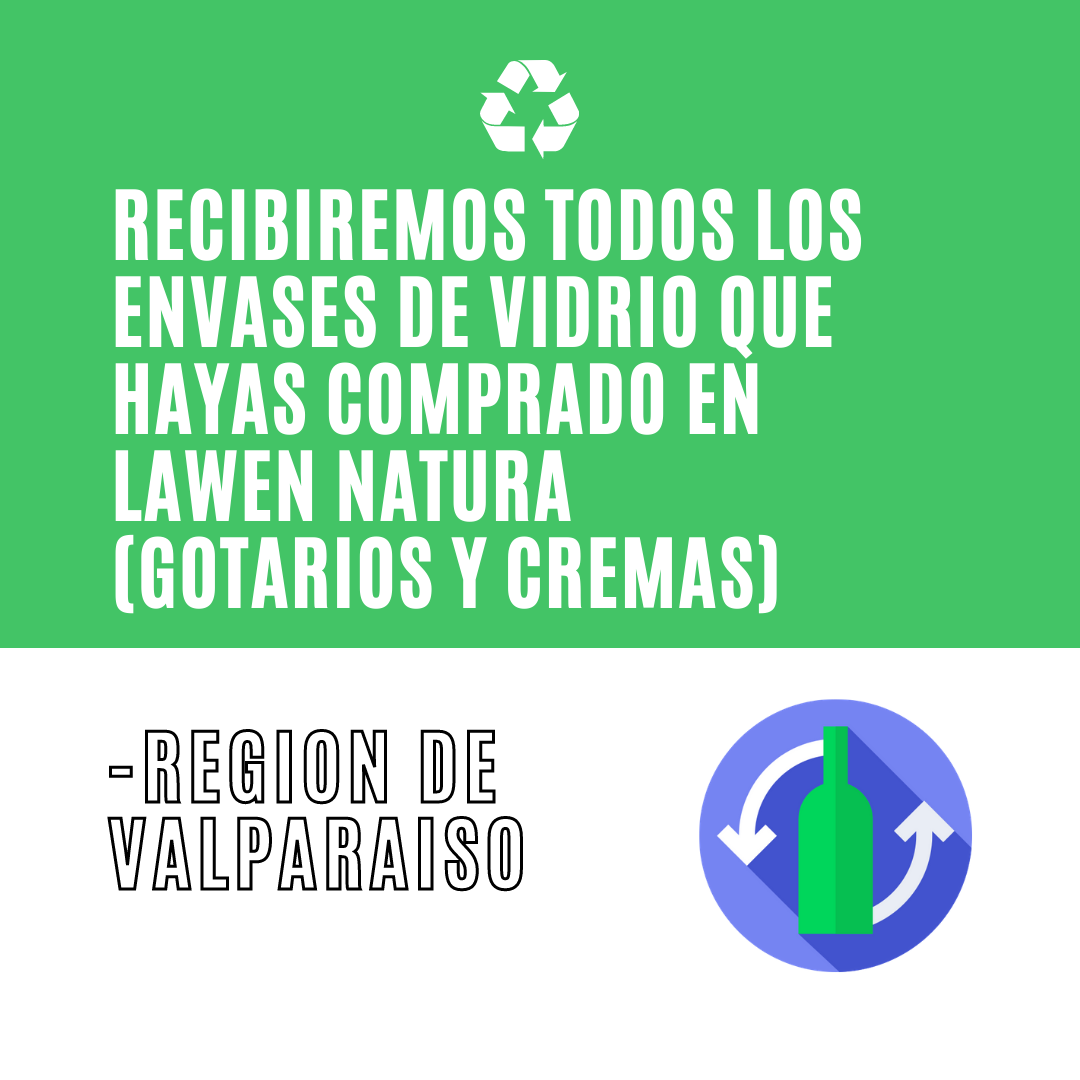 RECIBIREMOS TODOS LOS
ENVASES DE VIDRIO QUE
HAYAS COMPRADO EN
LAWEN NATURA
(GOTARIOS Y CREMAS)
-REGION DE
VALPARAISO